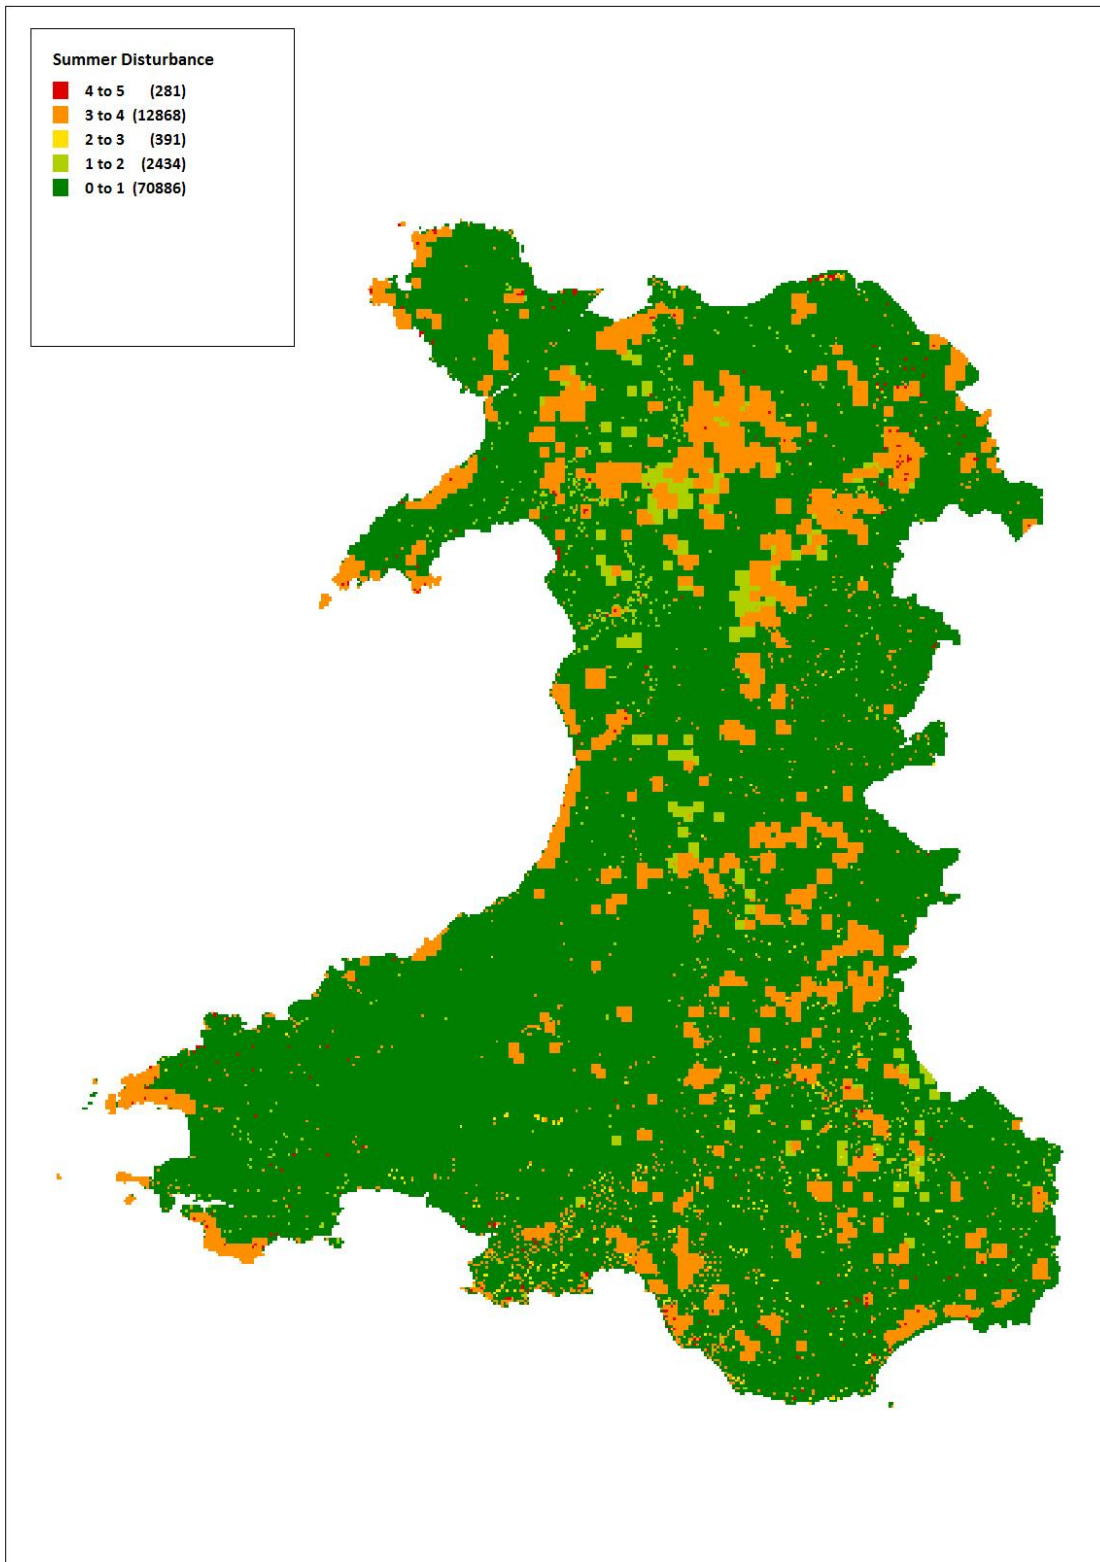 Summer Disturbance
4 to 5 (281)
3 to 4 (12868)
2 to 3 (391)
1 to 2 (2434)
0 to 1 (70886)